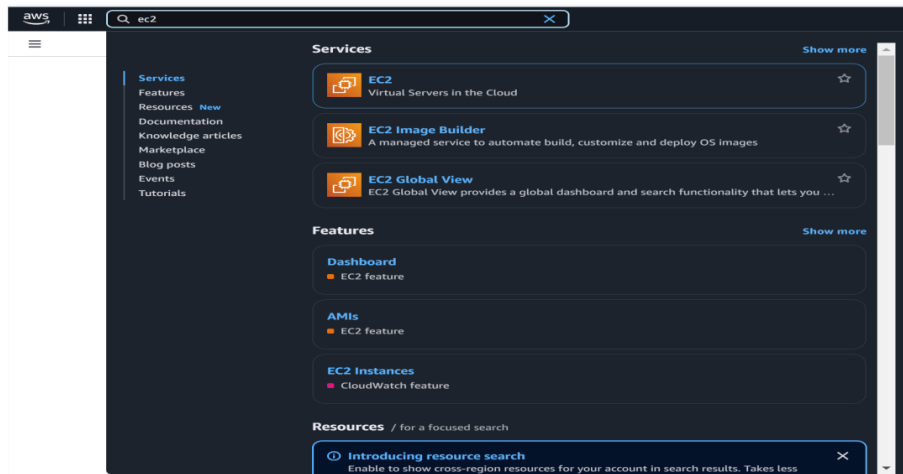 aws
ec2
Services
Features
Resources New
Documentation
Knowledge articles
Marketplace
Blog posts
Events
Tutorials
Services
Show more
EC2
Virtual Servers in the Cloud
EC2 Image Builder
A managed service to automate build, customize and deploy OS images
EC2 Global View
EC2 Global View provides a global dashboard and search functionality that lets you ...
Features
Show more
Dashboard
EC2 feature
AMIs
EC2 feature
EC2 Instances
CloudWatch feature
Resources / for a focused search
Introducing resource search
Enable to show cross-region resources for your account in search results. Takes less